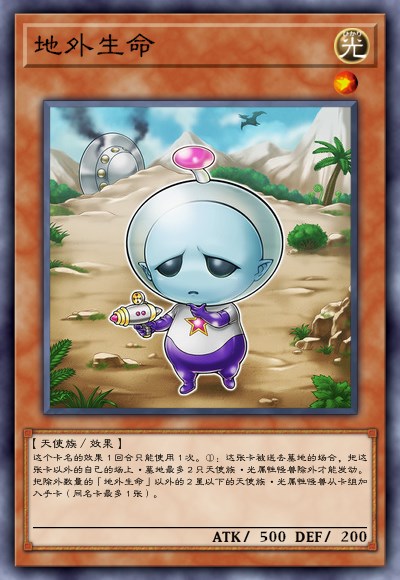 地外生命
ひかり
光
【天使族／效果】
这个卡名的效果1回合只能使用1次。①：这张卡被送去墓地的场合，把这
张卡以外的自己的场上·墓地最多2只天使族·光属性怪兽除外才能发动。
把除外数量的「地外生命」以外的2星以下的天使族·光属性怪兽从卡组加
入手卡（同名卡最多1张）。
ATK/ 500 DEF/ 200